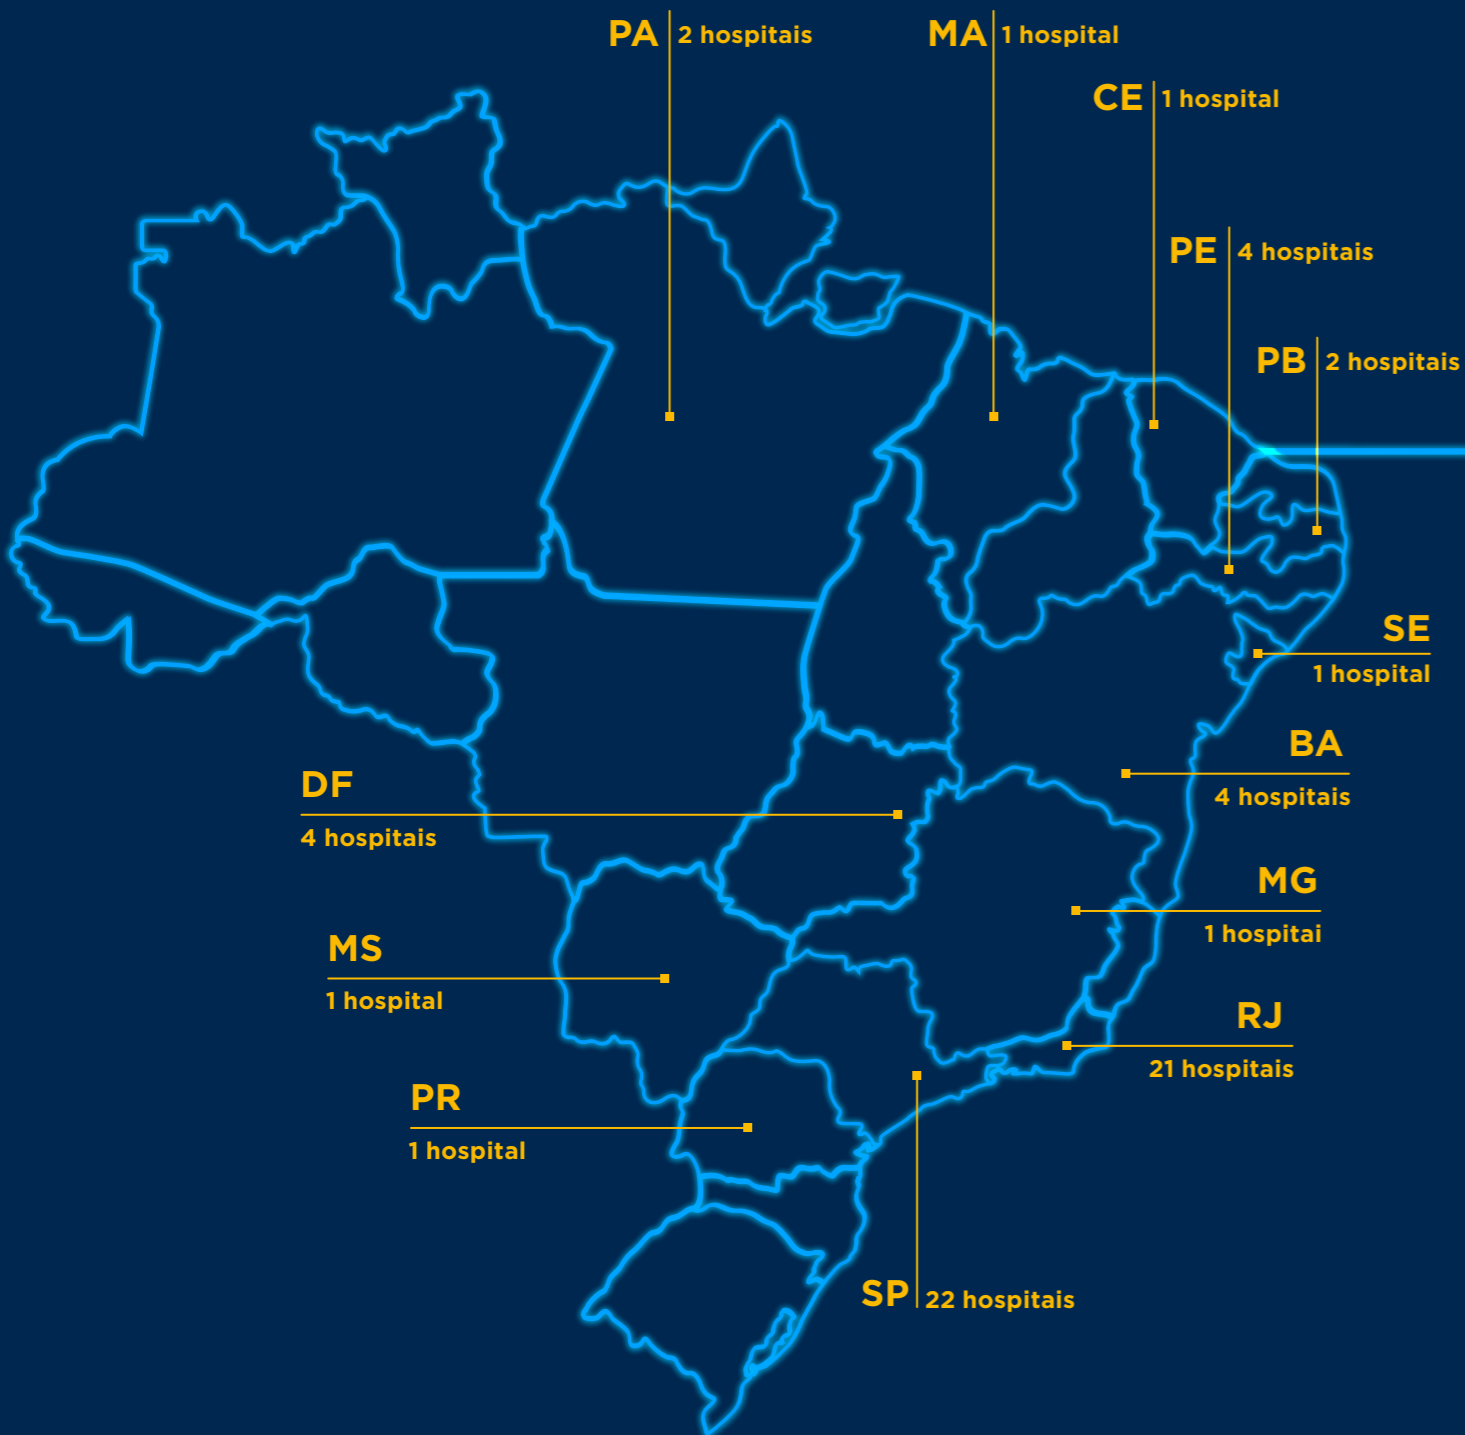 PA 2 hospitais
MA 1 hospital
CE 1 hospital
PE 4 hospitais
PB 2 hospitais
SE
1 hospital
BA
4 hospitais
DF
4 hospitais
MG
1 hospitai
MS
1 hospital
RJ
21 hospitais
PR
1 hospital
SP 22 hospitais